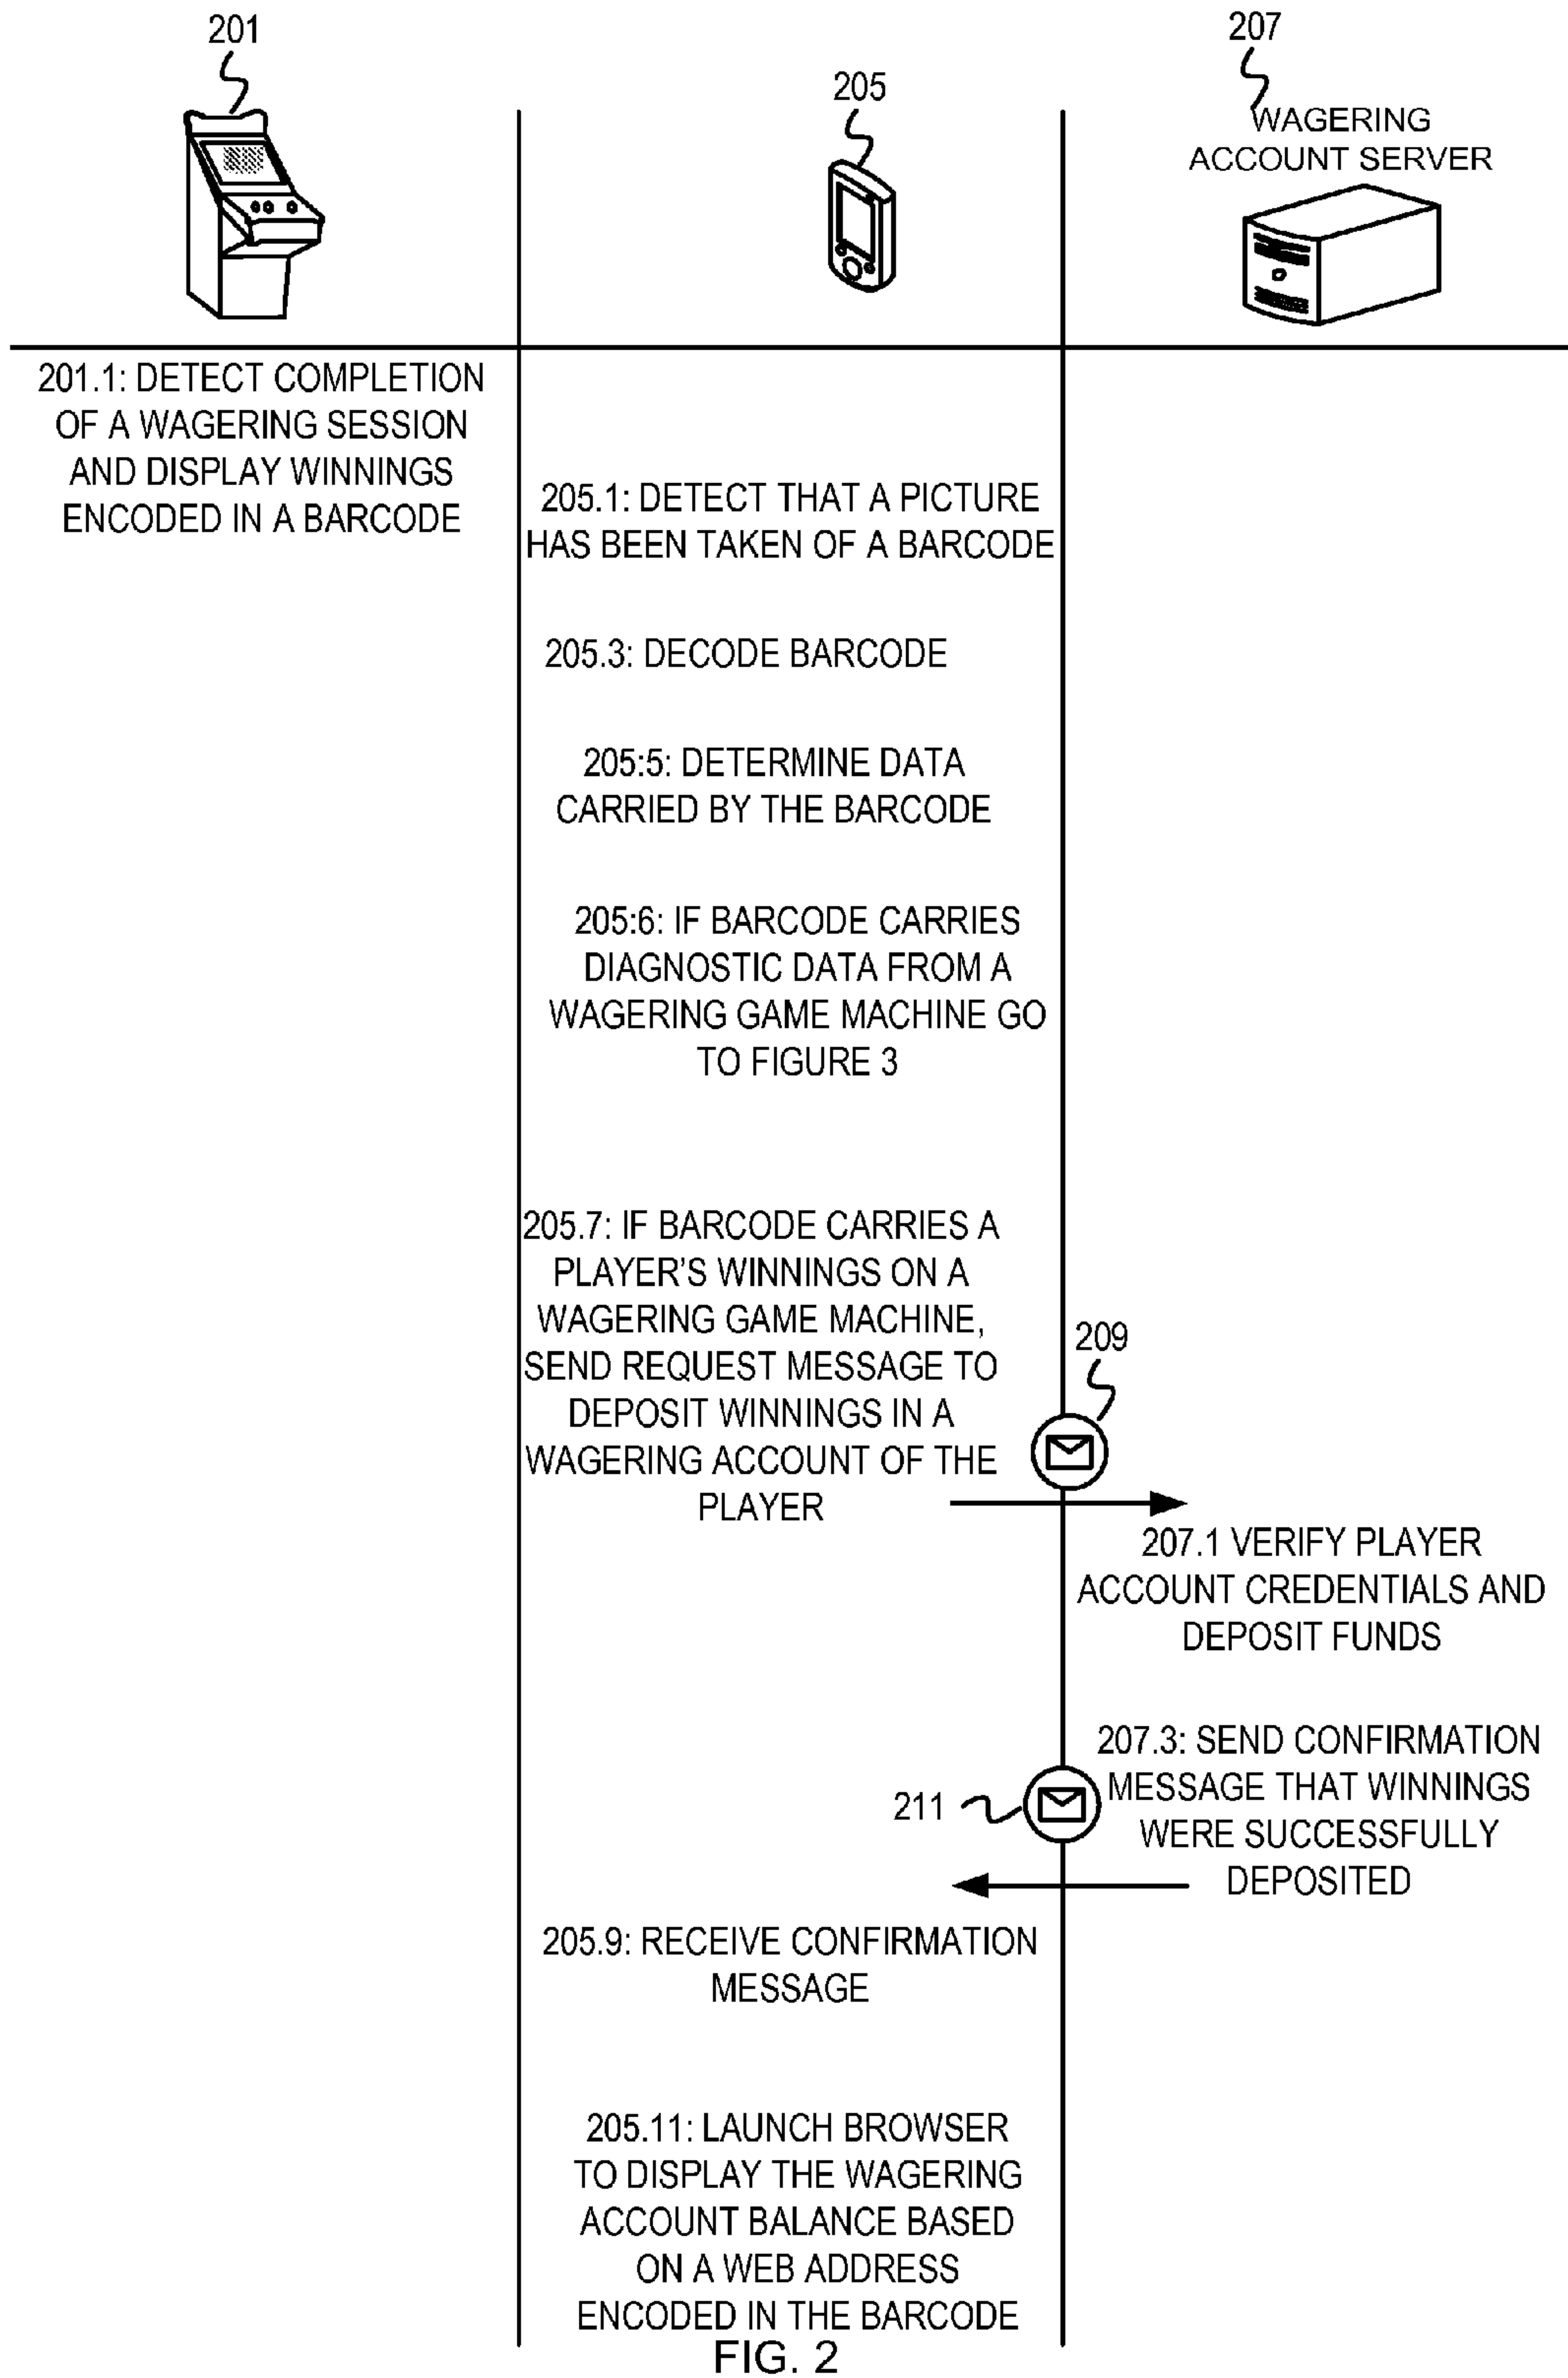 201
205
207
WAGERING
ACCOUNT SERVER
201.1: DETECT COMPLETION
OF A WAGERING SESSION
AND DISPLAY WINNINGS
ENCODED IN A BARCODE
205.1: DETECT THAT A PICTURE
HAS BEEN TAKEN OF A BARCODE
205.3: DECODE BARCODE
205:5: DETERMINE DATA
CARRIED BY THE BARCODE
205:6: IF BARCODE CARRIES
DIAGNOSTIC DATA FROM A
WAGERING GAME MACHINE GO
TO FIGURE 3
205.7: IF BARCODE CARRIES A
PLAYER'S WINNINGS ON A
WAGERING GAME MACHINE,
SEND REQUEST MESSAGE TO
DEPOSIT WINNINGS IN A
WAGERING ACCOUNT OF THE
PLAYER
209
207.1 VERIFY PLAYER
ACCOUNT CREDENTIALS AND
DEPOSIT FUNDS
207.3: SEND CONFIRMATION
MESSAGE THAT WINNINGS
WERE SUCCESSFULLY
DEPOSITED
211
205.9: RECEIVE CONFIRMATION
MESSAGE
205.11: LAUNCH BROWSER
TO DISPLAY THE WAGERING
ACCOUNT BALANCE BASED
ON A WEB ADDRESS
ENCODED IN THE BARCODE
FIG. 2